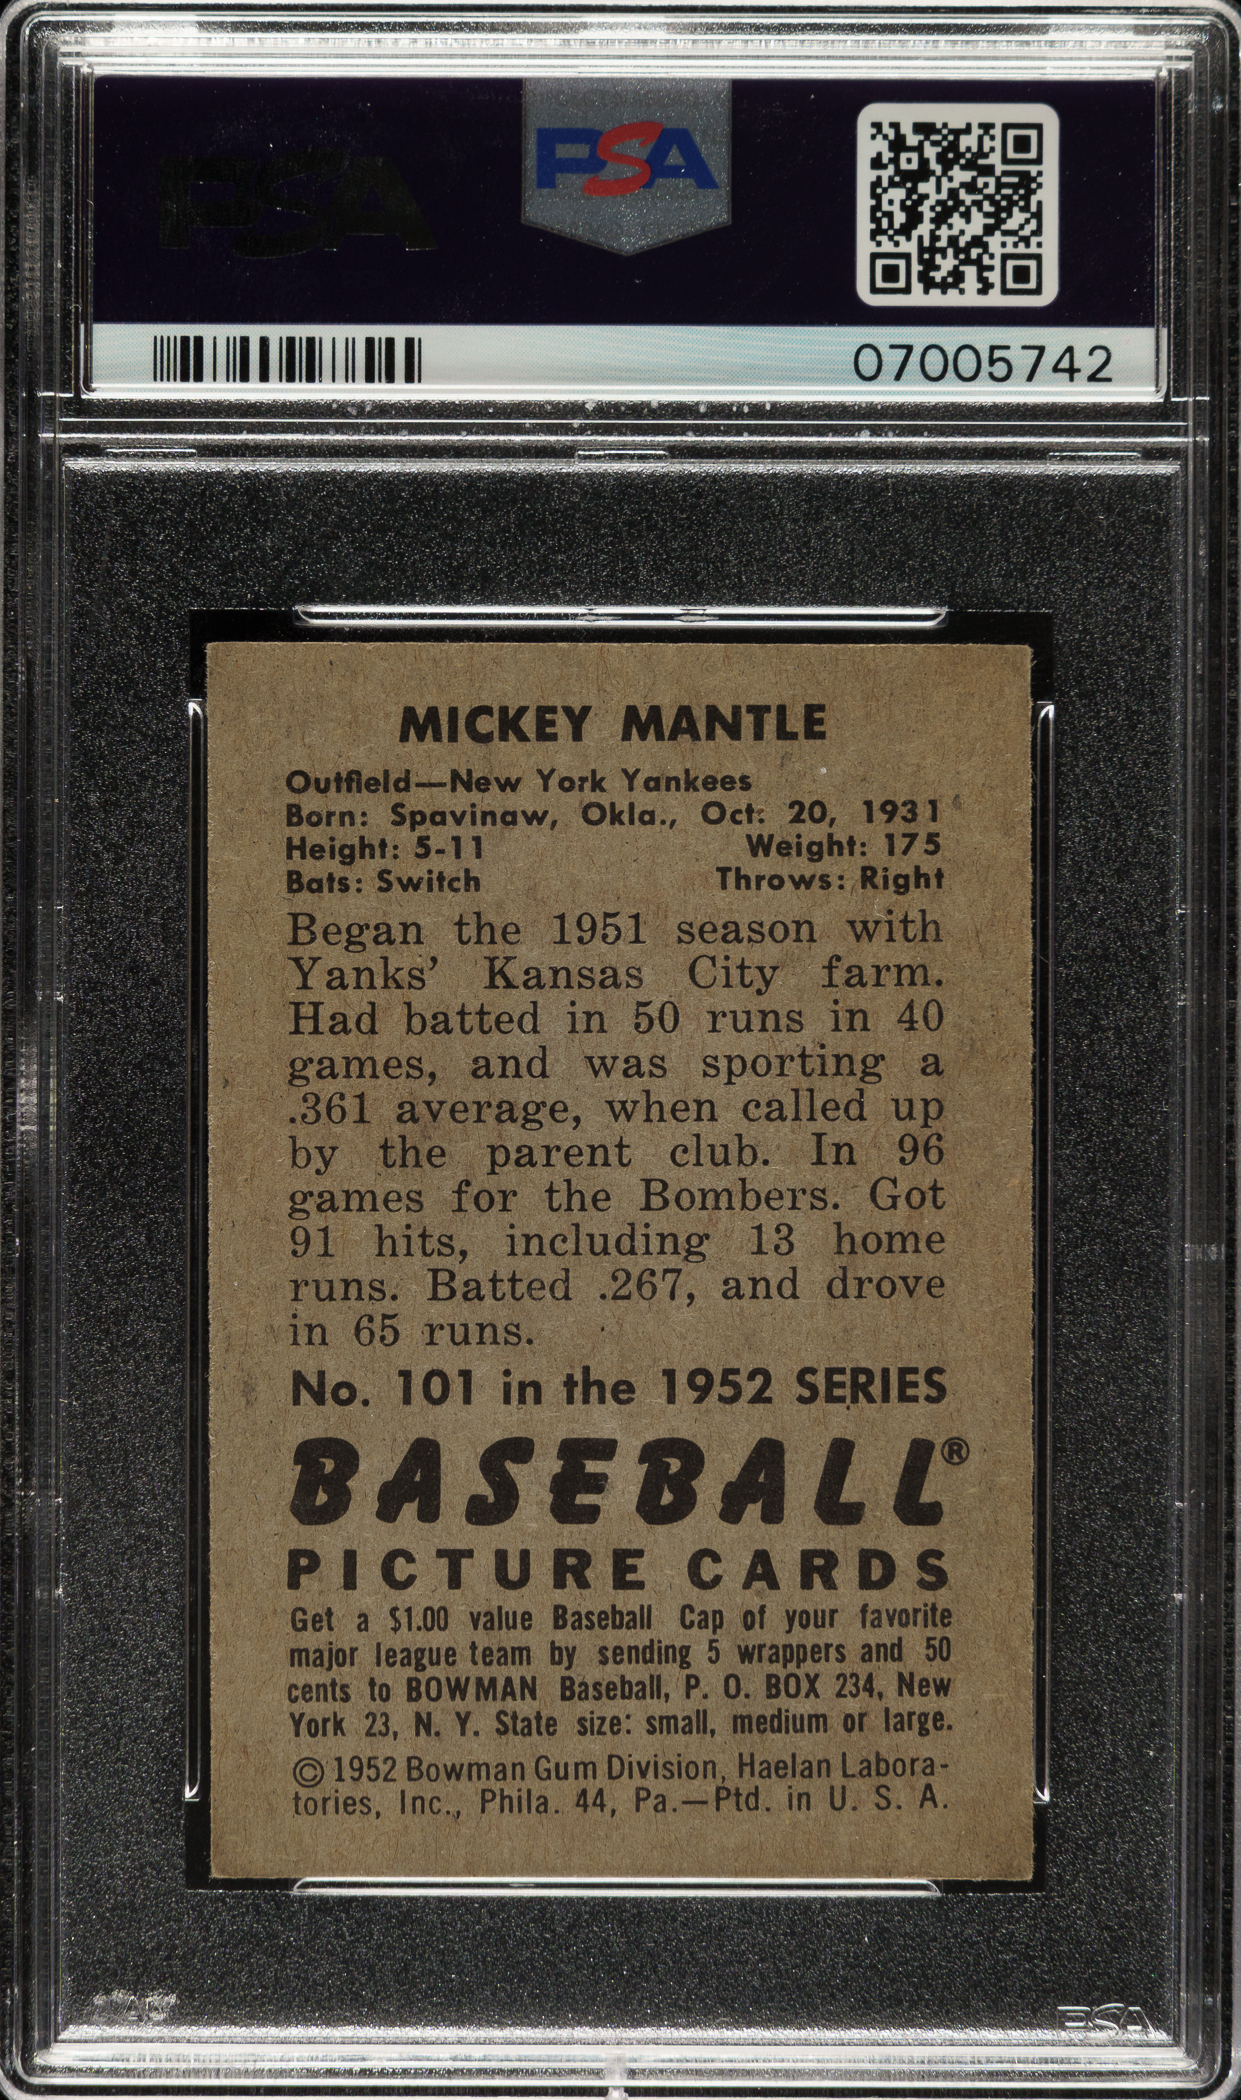 PSA
PSA
07005742
MICKEY MANTLE
Outfield—New York Yankees
Born: Spavinaw, Okla., Oct. 20, 1931
Height: 5-11 Weight: 175
Bats: Switch Throws: Right
Began the 1951 season with
Yanks' Kansas City farm.
Had batted in 50 runs in 40
games, and was sporting a
.361 average, when called up
by the parent club. In 96
games for the Bombers. Got
91 hits, including 13 home
runs. Batted .267, and drove
in 65 runs.
No. 101 in the 1952 SERIES
BASEBALL®
PICTURE CARDS
Get a $1.00 value Baseball Cap of your favorite
major league team by sending 5 wrappers and 50
cents to BOWMAN Baseball, P. O. BOX 234, New
York 23, N. Y. State size: small, medium or large.
© 1952 Bowman Gum Division, Haelan Labora-
tories, Inc., Phila. 44, Pa.—Ptd. in U. S. A.
PSA